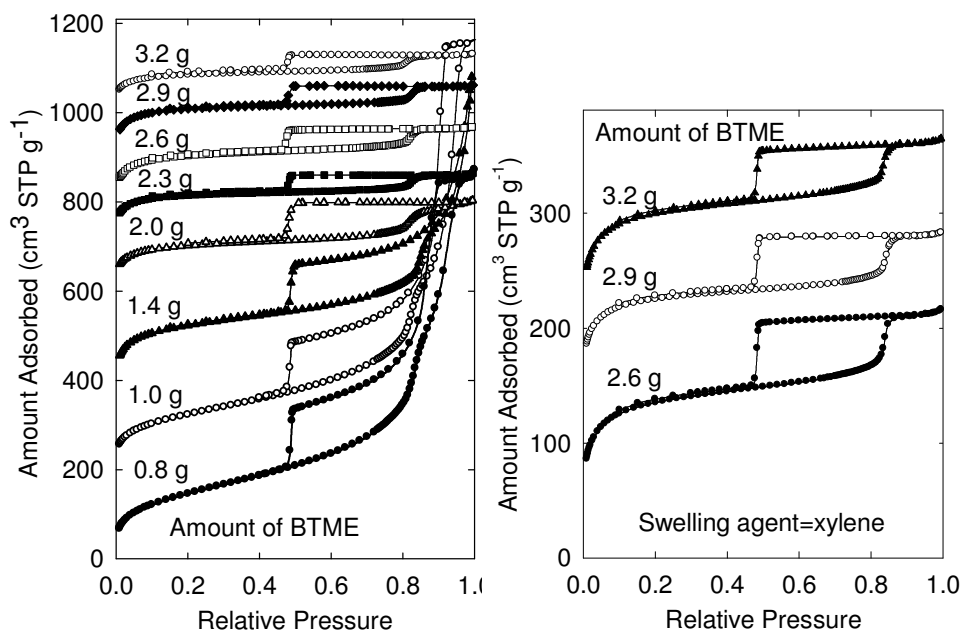 1200
1000
800
600
400
200
0
Amount Adsorbed (cm³ STP g⁻¹)
3.2 g
2.9 g
2.6 g
2.3 g
2.0 g
1.4 g
1.0 g
0.8 g
Amount of BTME
0.0 0.2 0.4 0.6 0.8 1.0
Relative Pressure
Amount of BTME
300
200
100
0
Amount Adsorbed (cm³ STP g⁻¹)
3.2 g
2.9 g
2.6 g
Swelling agent=xylene
0.0 0.2 0.4 0.6 0.8 1.0
Relative Pressure